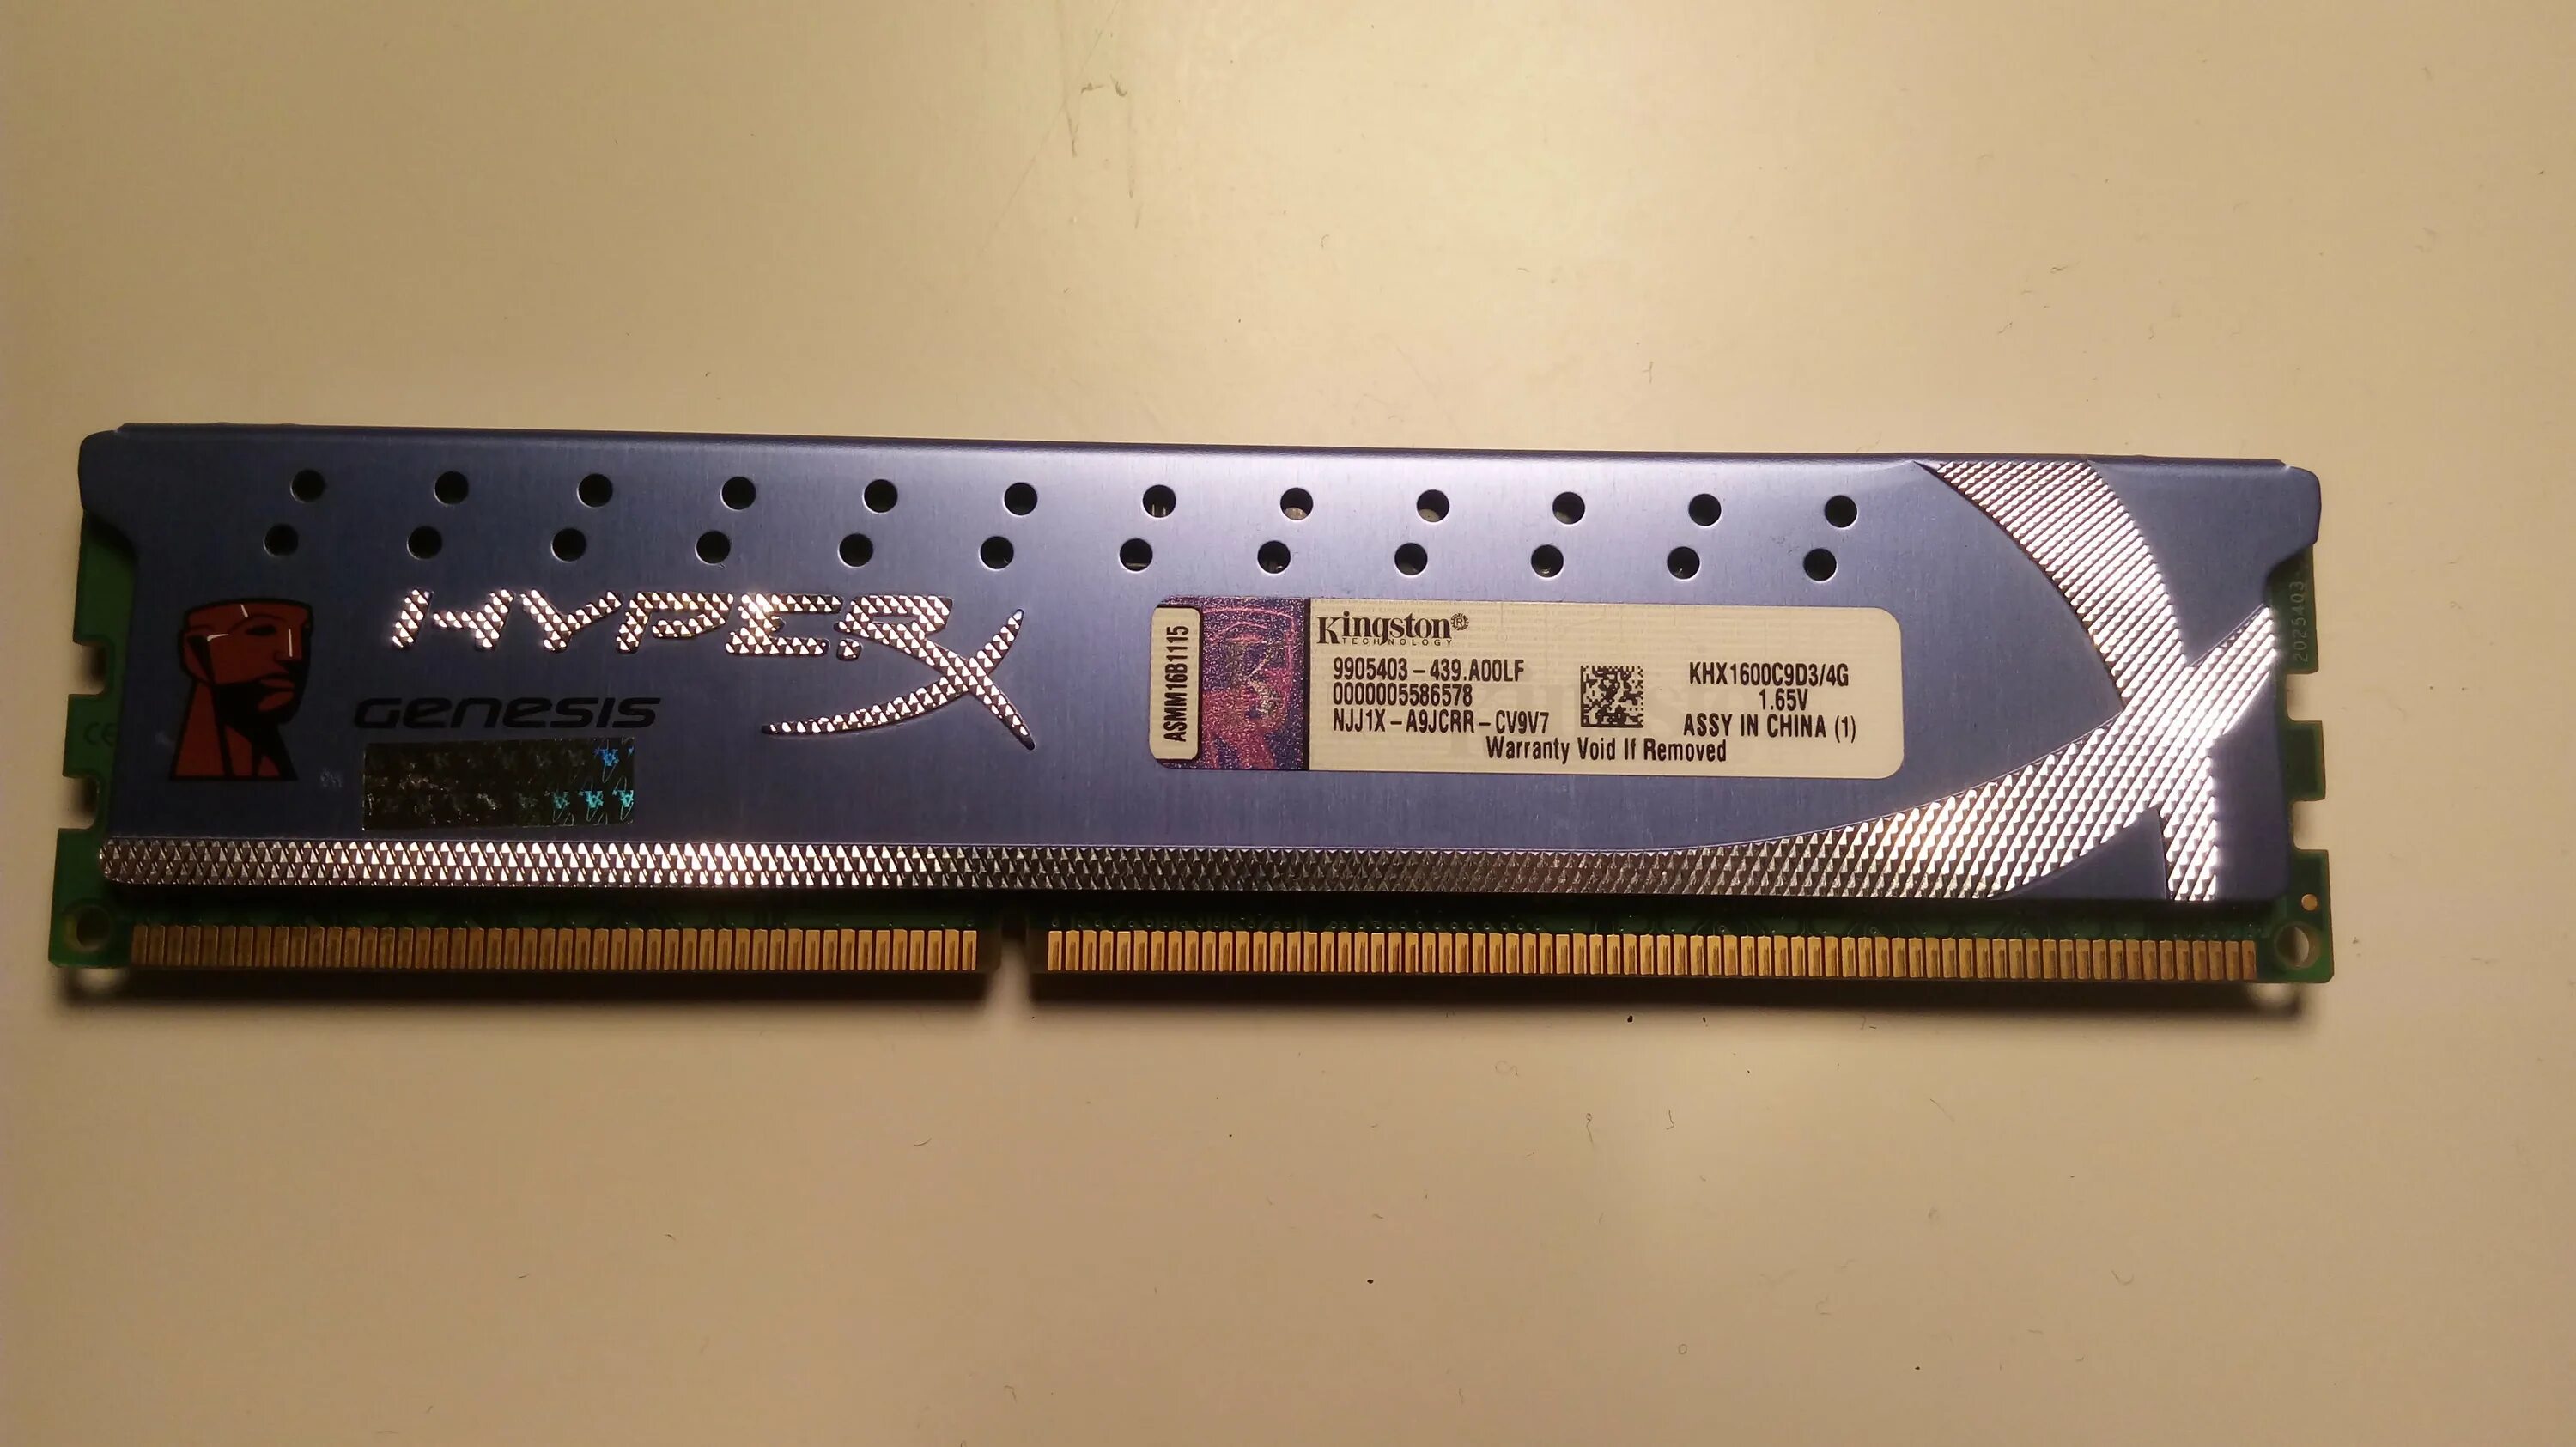 HYPERX
GENESIS
ASMM16B1115
Kingston®
TECHNOLOGY
9905403-439.A00LF
0000005586578
NJJ1X-A9JCRR-CV9V7
KHX1600C9D3/4G
1.65V
ASSY IN CHINA (1)
Warranty Void If Removed
2025403
CE